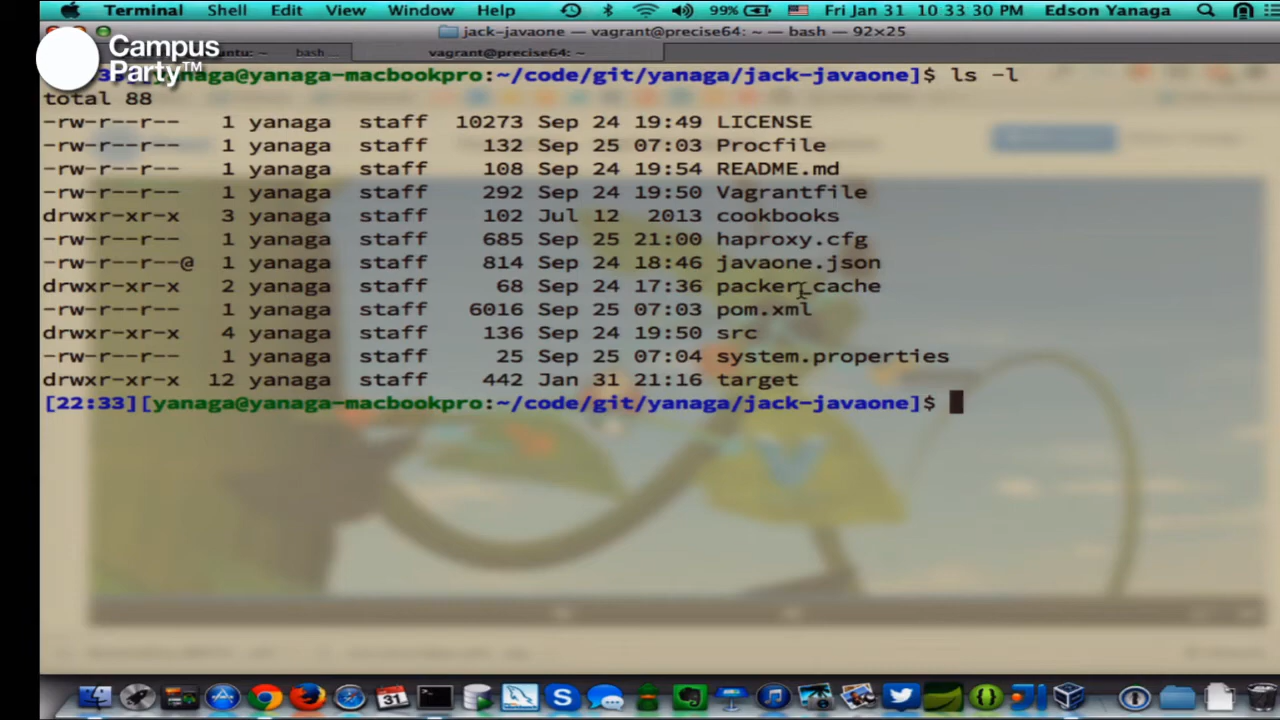 Terminal Shell Edit View Window Help 99% Fri Jan 31 10:33:30 PM Edson Yanaga
jack-javaone — vagrant@precise64: ~ — bash — 92×25
bash vagrant@precise64: ~
Campus
Party™
yanaga@yanaga-macbookpro:~/code/git/yanaga/jack-javaone]$ ls -l
total 88
-rw-r--r-- 1 yanaga staff 10273 Sep 24 19:49 LICENSE
-rw-r--r-- 1 yanaga staff 132 Sep 25 07:03 Procfile
-rw-r--r-- 1 yanaga staff 108 Sep 24 19:54 README.md
-rw-r--r-- 1 yanaga staff 292 Sep 24 19:50 Vagrantfile
drwxr-xr-x 3 yanaga staff 102 Jul 12 2013 cookbooks
-rw-r--r-- 1 yanaga staff 685 Sep 25 21:00 haproxy.cfg
-rw-r--r--@ 1 yanaga staff 814 Sep 24 18:46 javaone.json
drwxr-xr-x 2 yanaga staff 68 Sep 24 17:36 packer_cache
-rw-r--r-- 1 yanaga staff 6016 Sep 25 07:03 pom.xml
drwxr-xr-x 4 yanaga staff 136 Sep 24 19:50 src
-rw-r--r-- 1 yanaga staff 25 Sep 25 07:04 system.properties
drwxr-xr-x 12 yanaga staff 442 Jan 31 21:16 target
[22:33][yanaga@yanaga-macbookpro:~/code/git/yanaga/jack-javaone]$
31